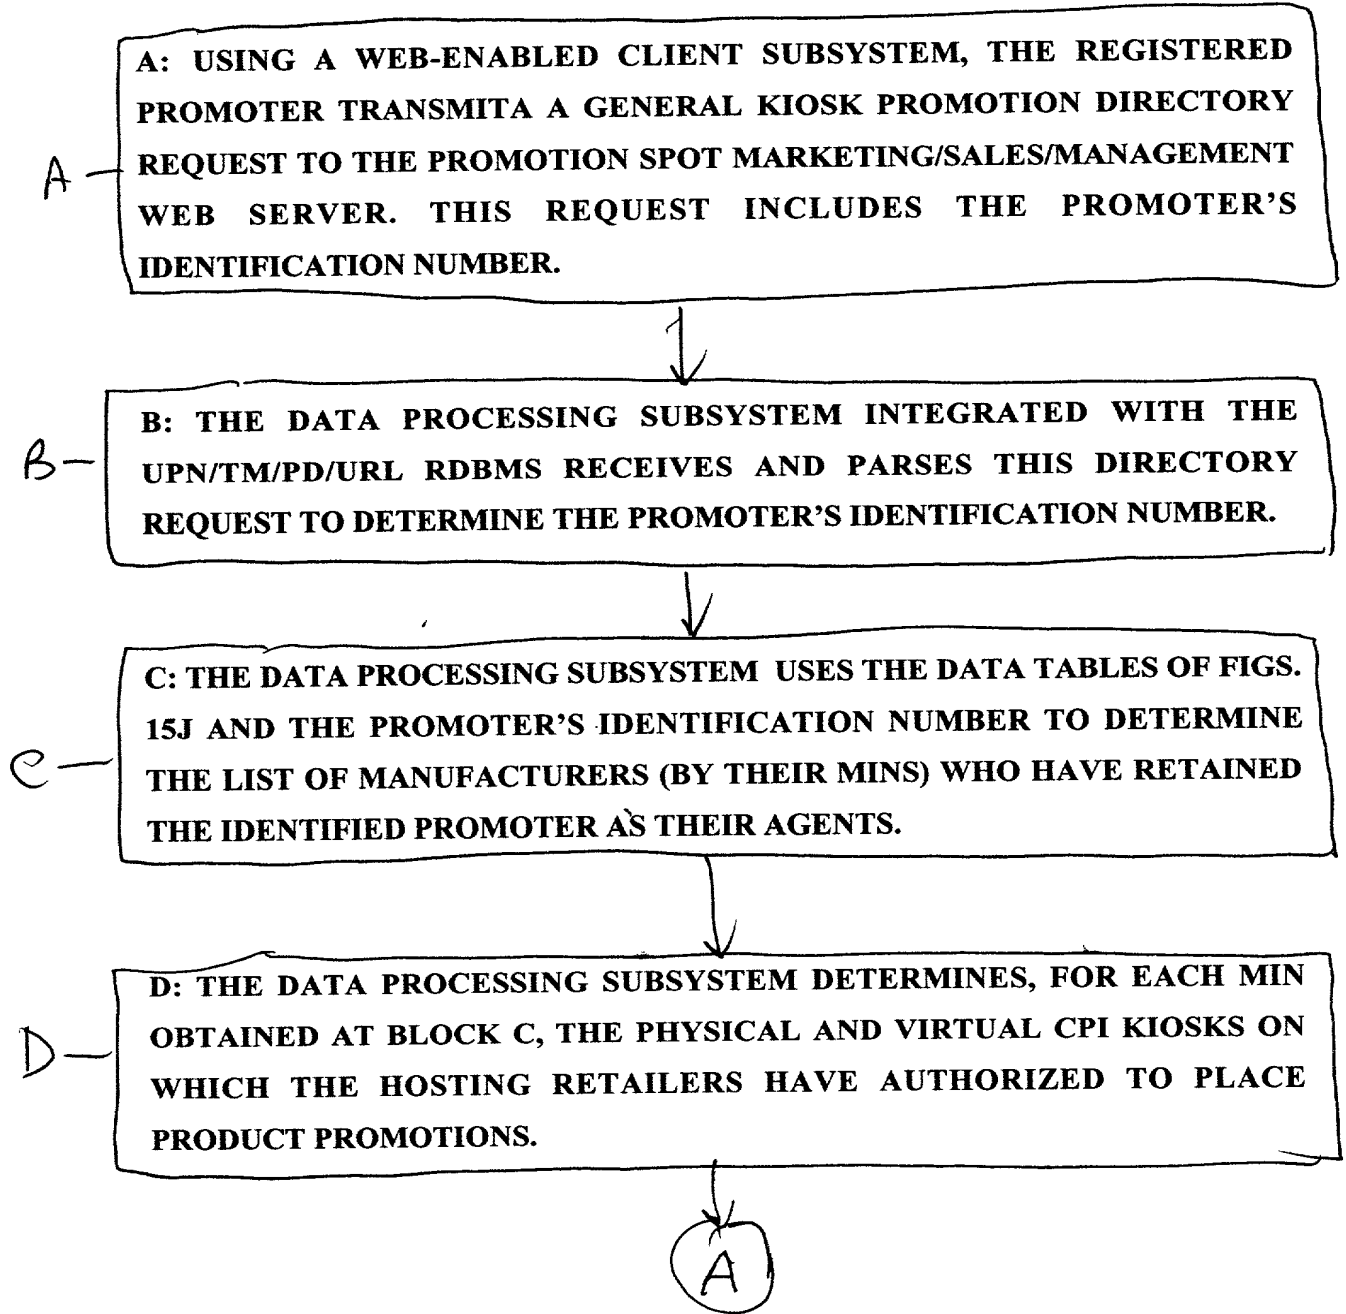 A: USING A WEB-ENABLED CLIENT SUBSYSTEM, THE REGISTERED
PROMOTER TRANSMITA A GENERAL KIOSK PROMOTION DIRECTORY
A
REQUEST TO THE PROMOTION SPOT MARKETING/SALES/MANAGEMENT
WEB SERVER. THIS REQUEST INCLUDES THE PROMOTER'S
IDENTIFICATION NUMBER.
B: THE DATA PROCESSING SUBSYSTEM INTEGRATED WITH THE
B
UPN/TM/PD/URL RDBMS RECEIVES AND PARSES THIS DIRECTORY
REQUEST TO DETERMINE THE PROMOTER'S IDENTIFICATION NUMBER.
C: THE DATA PROCESSING SUBSYSTEM USES THE DATA TABLES OF FIGS.
15J AND THE PROMOTER'S IDENTIFICATION NUMBER TO DETERMINE
C
THE LIST OF MANUFACTURERS (BY THEIR MINS) WHO HAVE RETAINED
THE IDENTIFIED PROMOTER AS THEIR AGENTS.
D: THE DATA PROCESSING SUBSYSTEM DETERMINES, FOR EACH MIN
OBTAINED AT BLOCK C, THE PHYSICAL AND VIRTUAL CPI KIOSKS ON
D
WHICH THE HOSTING RETAILERS HAVE AUTHORIZED TO PLACE
PRODUCT PROMOTIONS.
A